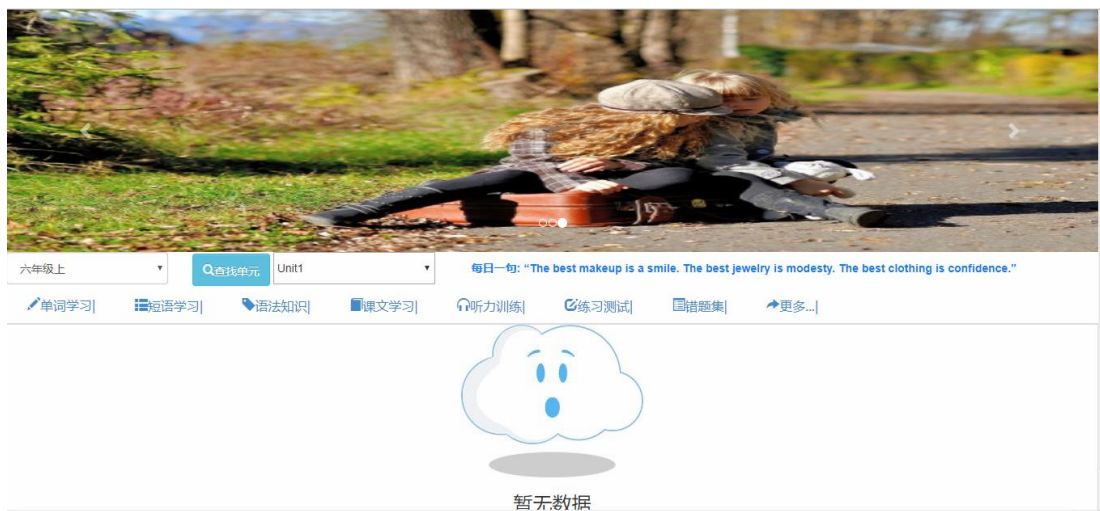 六年级上
查找单元
Unit1
每日一句: “The best makeup is a smile. The best jewelry is modesty. The best clothing is confidence.”
单词学习| 短语学习| 语法知识| 课文学习| 听力训练| 练习测试| 错题集| 更多...|
暂无数据